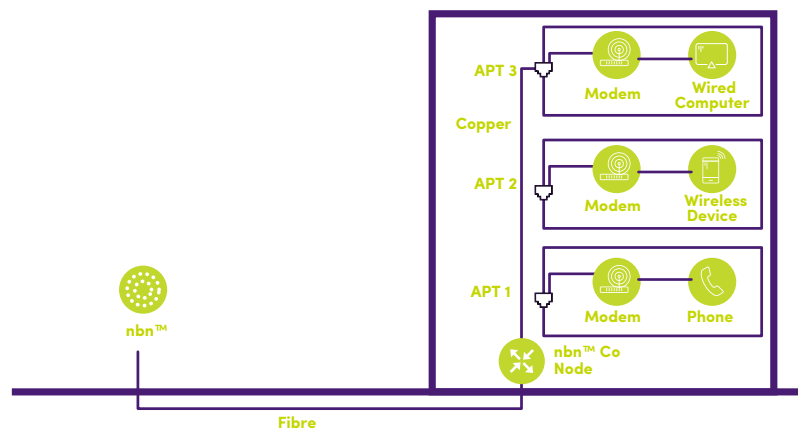 APT 3
Modem
Wired
Computer
Copper
APT 2
Modem
Wireless
Device
APT 1
Modem
Phone
nbn™
nbn™ Co
Node
Fibre